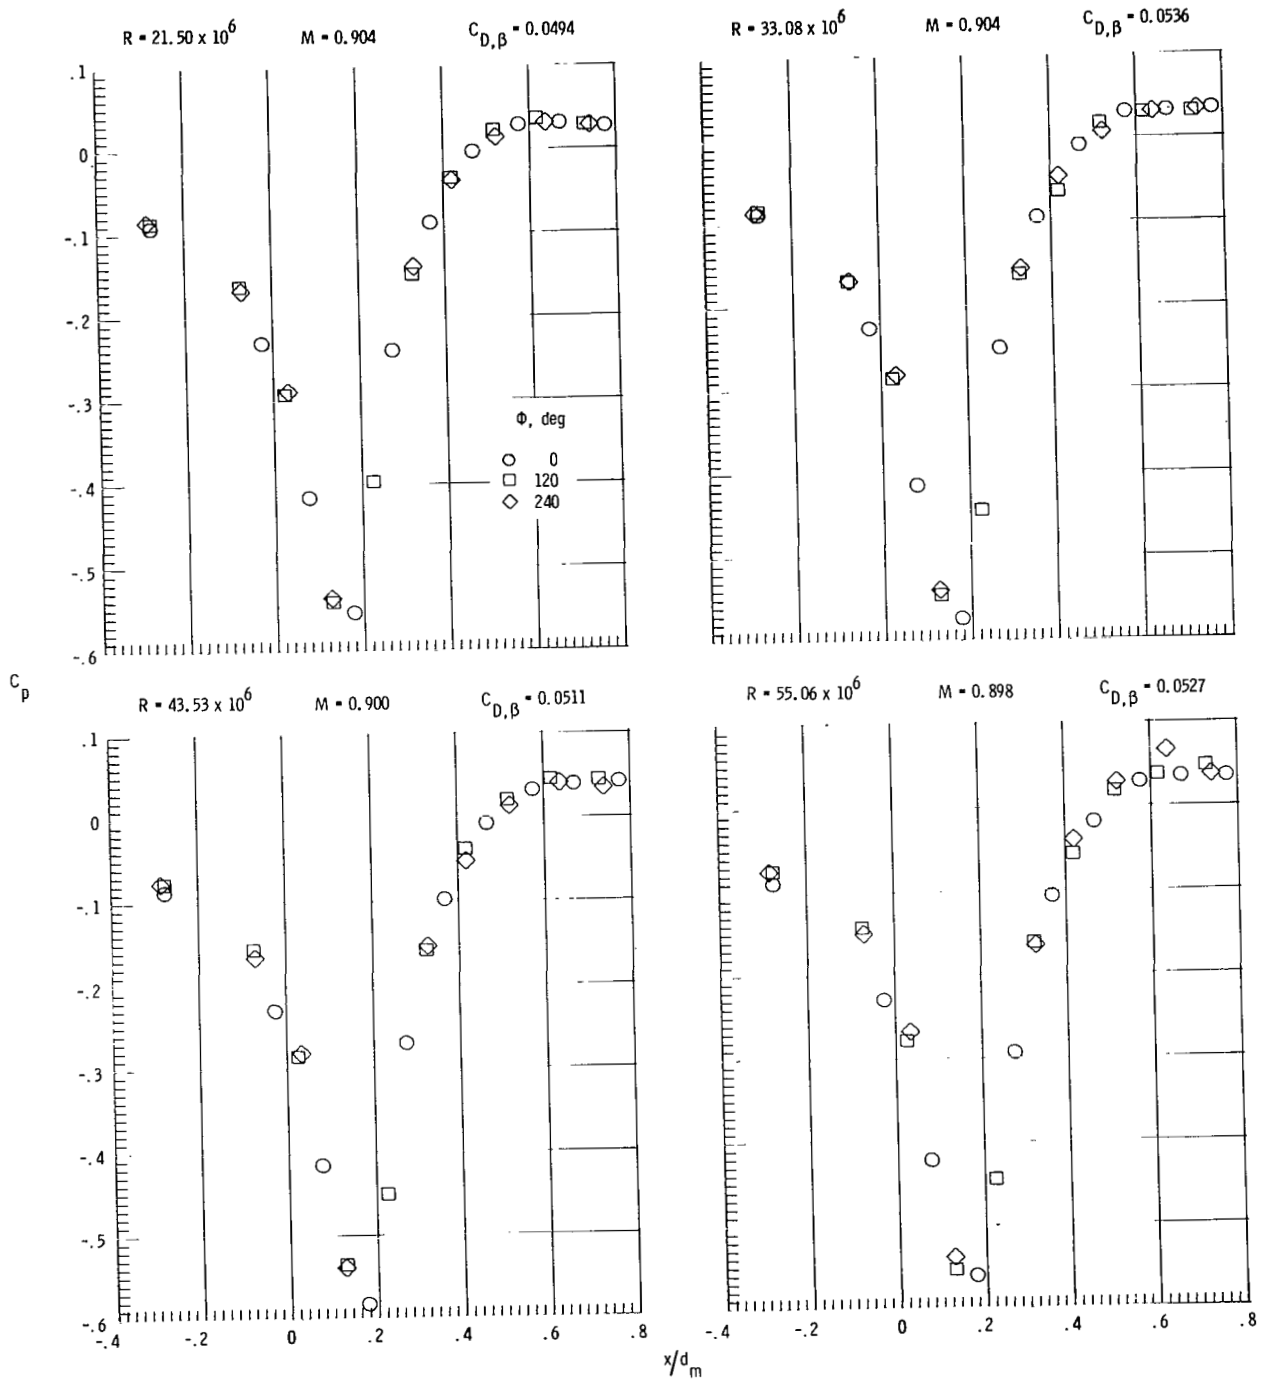 R = 21.50 x 10^6 M = 0.904 C_D,β = 0.0494
R = 33.08 x 10^6 M = 0.904 C_D,β = 0.0536
.1
0
-.1
-.2
-.3
-.4
-.5
-.6
Φ, deg
0
120
240
C_p
R = 43.53 x 10^6 M = 0.900 C_D,β = 0.0511
R = 55.06 x 10^6 M = 0.898 C_D,β = 0.0527
.1
0
-.1
-.2
-.3
-.4
-.5
-.6
-.4 -.2 0 .2 .4 .6 .8
-.4 -.2 0 .2 .4 .6 .8
x/d_m